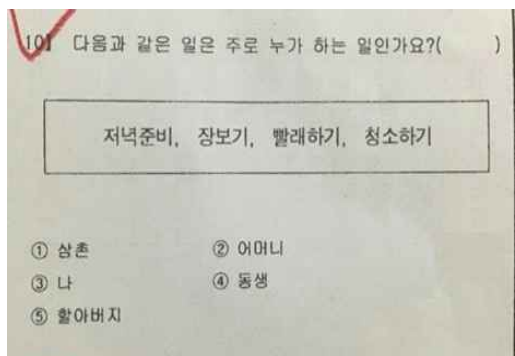 10】 다음과 같은 일은 주로 누가 하는 일인가요?( )
저녁준비, 장보기, 빨래하기, 청소하기
① 삼촌 ② 어머니
③ 나 ④ 동생
⑤ 할아버지